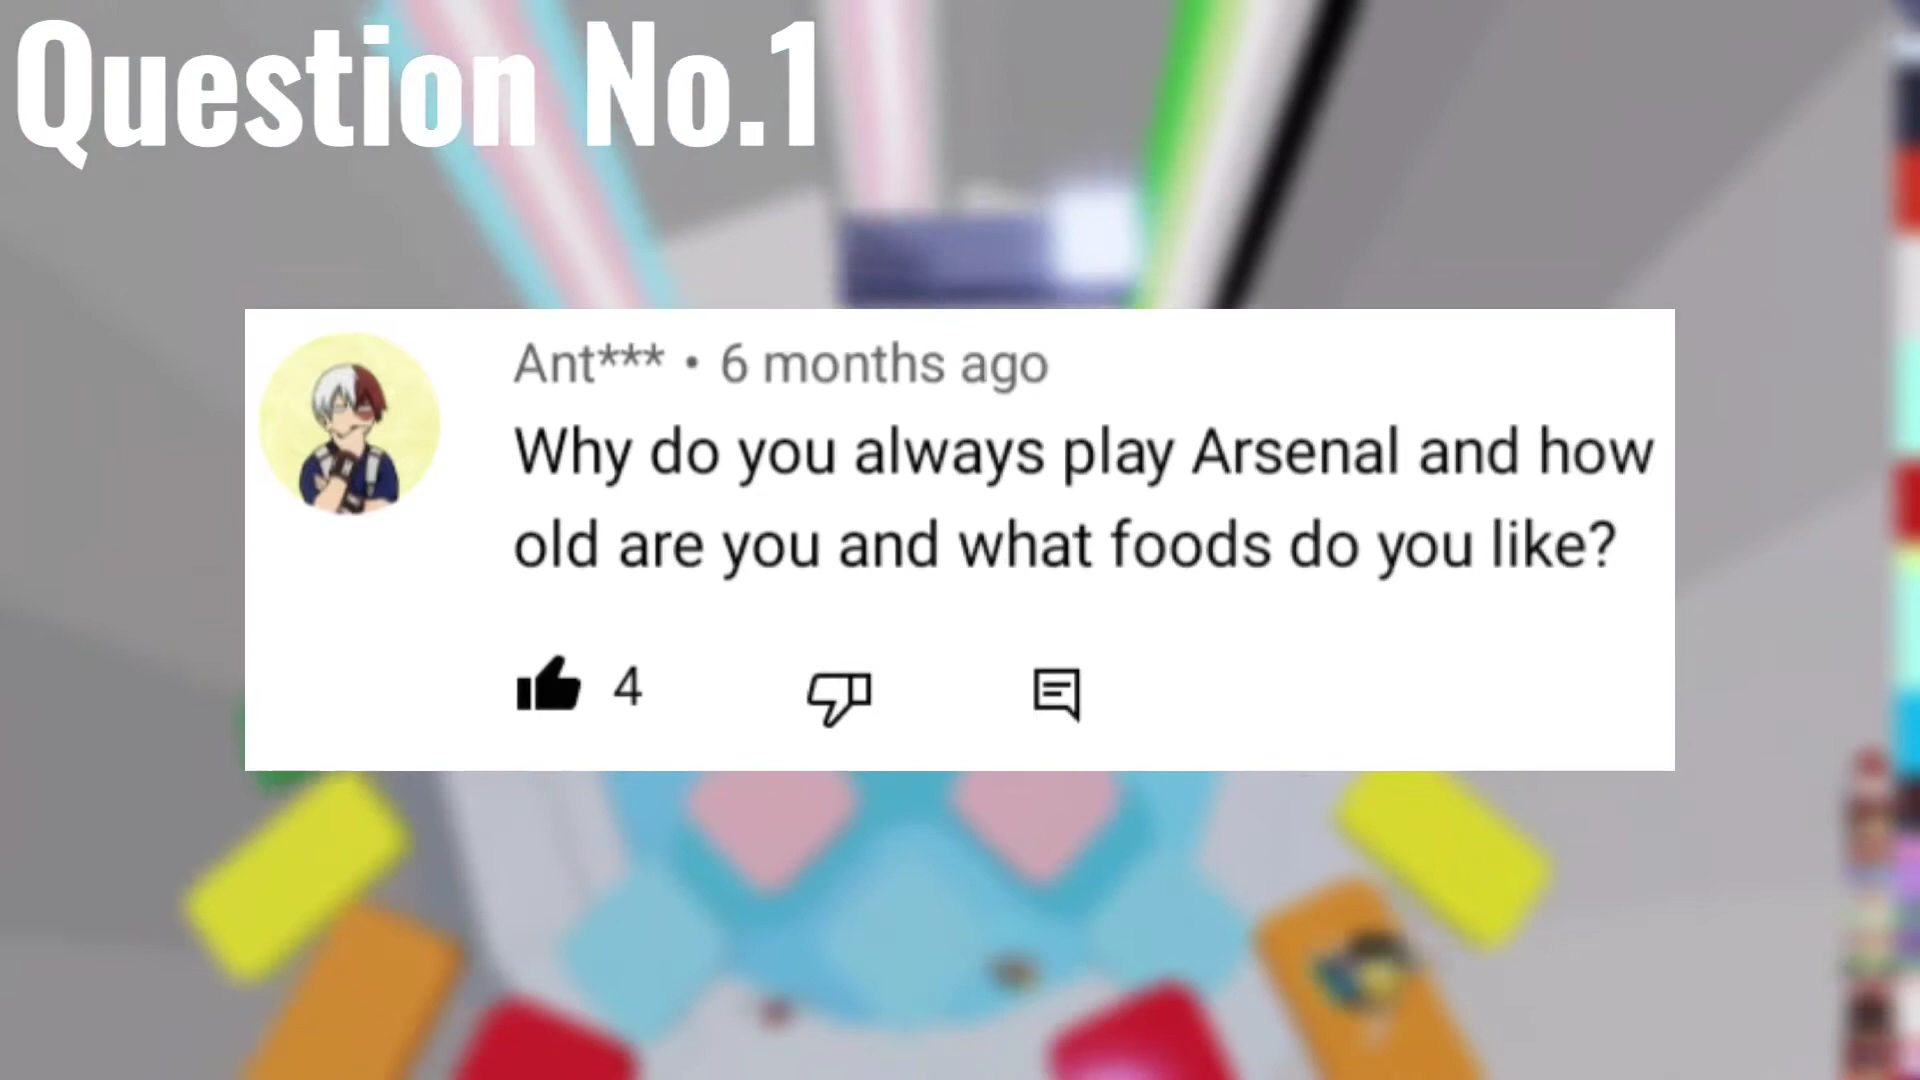 Question No.1
Ant*** • 6 months ago
Why do you always play Arsenal and how
old are you and what foods do you like?
4